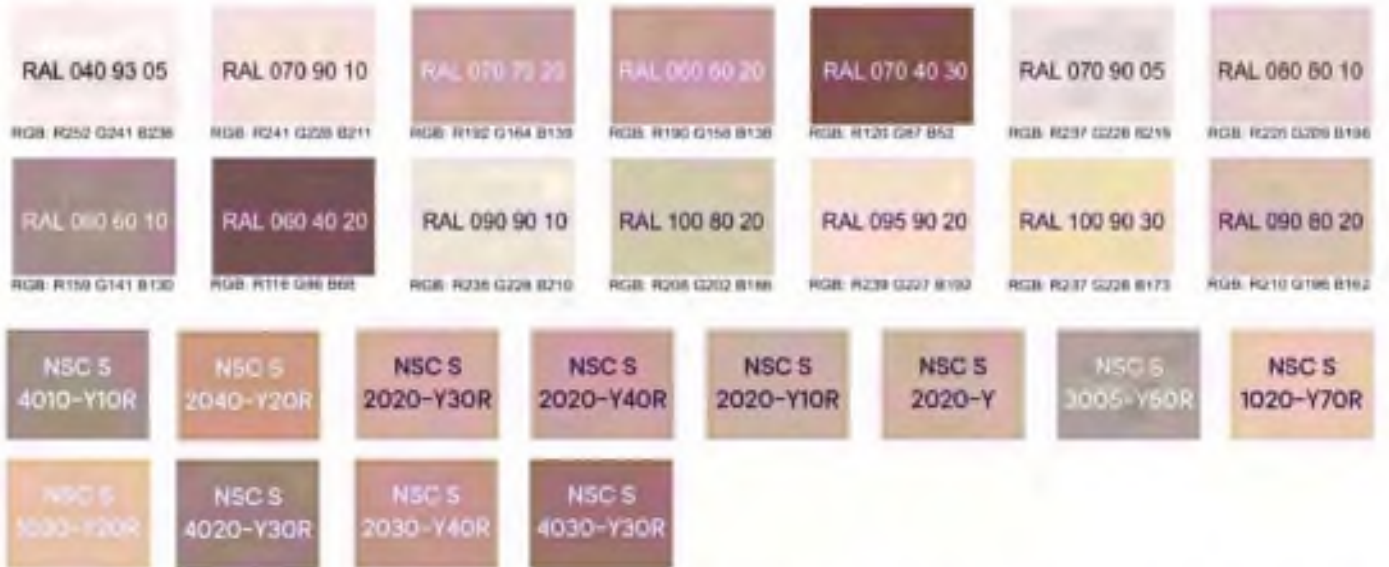 RAL 040 93 05
RAL 070 90 10
RAL 070 70 20
RAL 060 60 20
RAL 070 40 30
RAL 070 90 05
RAL 080 80 10
RGB: R252 G241 B236
RGB: R241 G228 B211
RGB: R192 G164 B139
RGB: R190 G158 B138
RGB: R120 G87 B52
RGB: R237 G228 B219
RGB: G209 B196
RAL 060 60 10
RAL 060 40 20
RAL 090 90 10
RAL 100 80 20
RAL 095 90 20
RAL 100 90 30
RAL 090 80 20
RGB: R159 G141 B130
RGB: R118 G98 B68
RGB: G228 B210
RGB: R208 G202 B166
RGB: R239 G227 B192
RGB: R237 G228 B173
RGB: R210 G196 B162
NSC S
4010-Y10R
NSC S
2040-Y20R
NSC S
2020-Y30R
NSC S
2020-Y40R
NSC S
2020-Y10R
NSC S
2020-Y
NSC S
3005-Y50R
NSC S
1020-Y70R
NSC S
1030-Y20R
NSC S
4020-Y30R
NSC S
2030-Y40R
NSC S
4030-Y30R